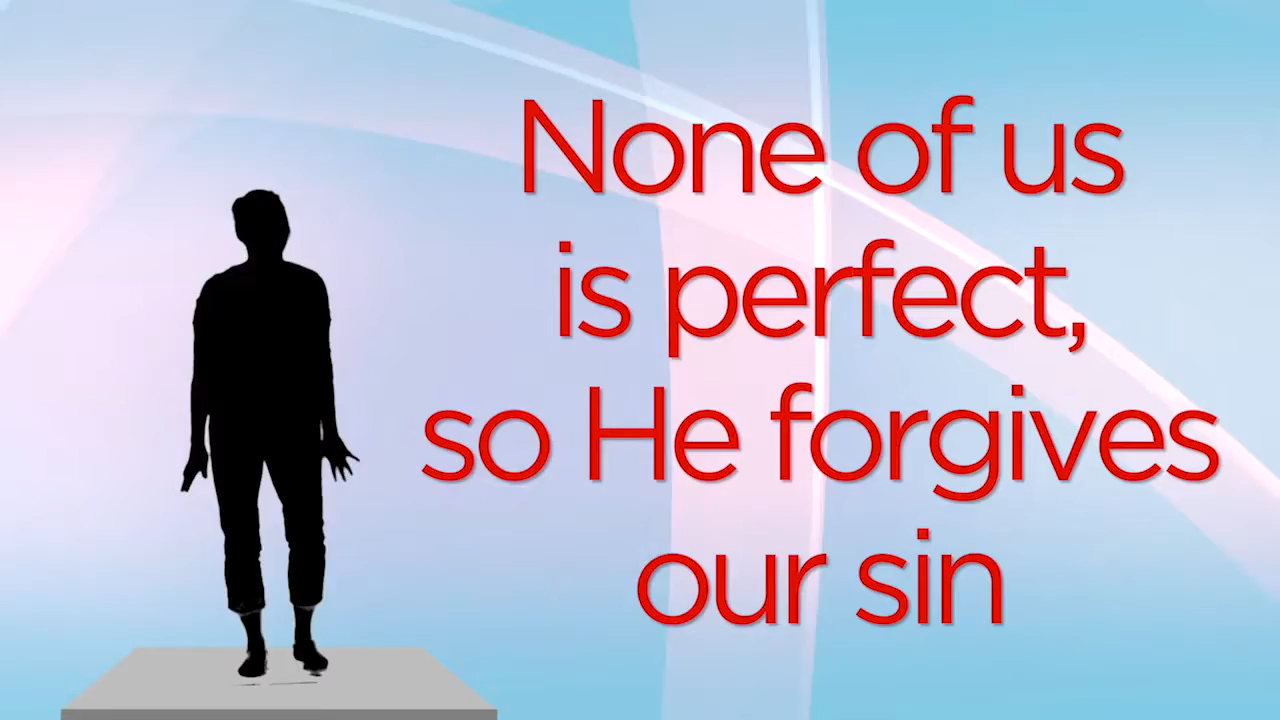 None of us
is perfect,
so He forgives
our sin